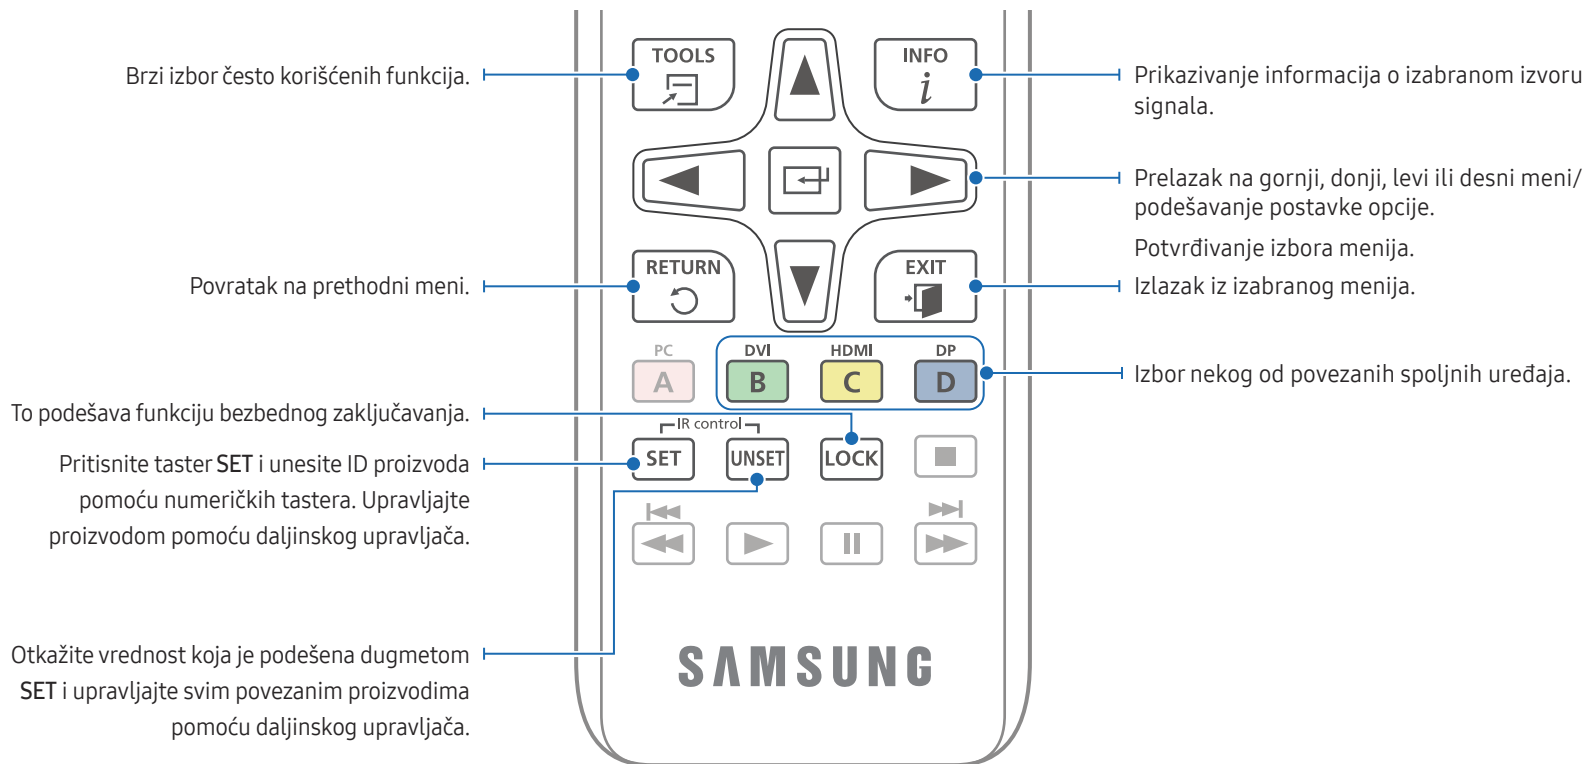 TOOLS
INFO
Brzi izbor često korišćenih funkcija.
Prikazivanje informacija o izabranom izvoru
signala.
Prelazak na gornji, donji, levi ili desni meni/
podešavanje postavke opcije.
Potvrđivanje izbora menija.
RETURN
EXIT
Povratak na prethodni meni.
Izlazak iz izabranog menija.
PC
DVI
HDMI
DP
A
B
C
D
Izbor nekog od povezanih spoljnih uređaja.
To podešava funkciju bezbednog zaključavanja.
IR control
SET
UNSET
LOCK
Pritisnite taster SET i unesite ID proizvoda
pomoću numeričkih tastera. Upravljajte
proizvodom pomoću daljinskog upravljača.
Otkažite vrednost koja je podešena dugmetom
SET i upravljajte svim povezanim proizvodima
pomoću daljinskog upravljača.
SAMSUNG